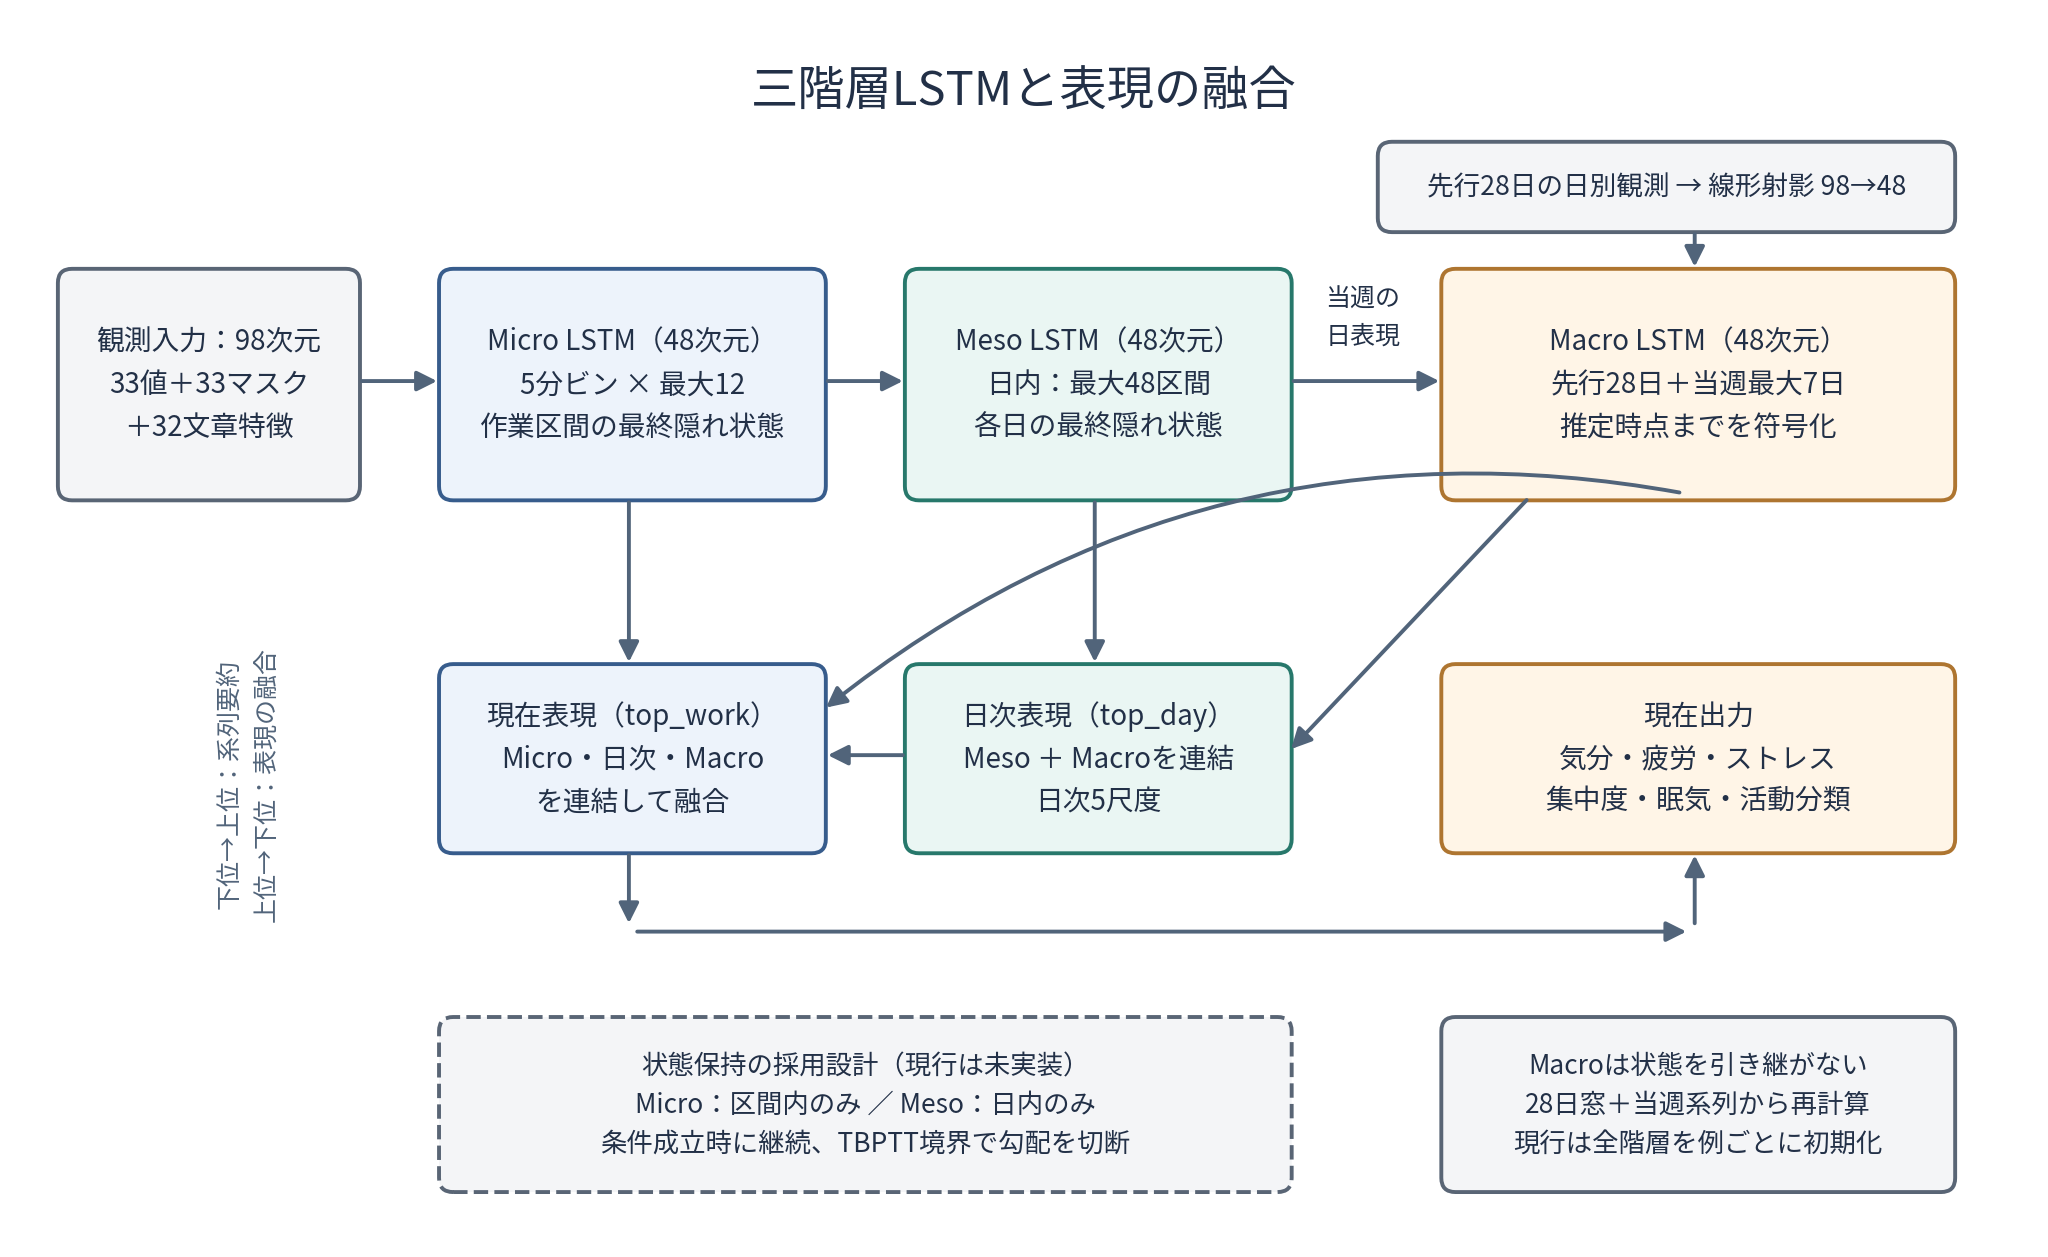 三階層LSTMと表現の融合
先行28日の日別観測 → 線形射影 98→48
観測入力：98次元
33値＋33マスク
＋32文章特徴
Micro LSTM（48次元）
5分ビン × 最大12
作業区間の最終隠れ状態
Meso LSTM（48次元）
日内：最大48区間
各日の最終隠れ状態
当週の
日表現
Macro LSTM（48次元）
先行28日＋当週最大7日
推定時点までを符号化
下位→上位：系列要約
上位→下位：表現の融合
現在表現（top_work）
Micro・日次・Macro
を連結して融合
日次表現（top_day）
Meso ＋ Macroを連結
日次5尺度
現在出力
気分・疲労・ストレス
集中度・眠気・活動分類
状態保持の採用設計（現行は未実装）
Micro：区間内のみ ／ Meso：日内のみ
条件成立時に継続、TBPTT境界で勾配を切断
Macroは状態を引き継がない
28日窓＋当週系列から再計算
現行は全階層を例ごとに初期化